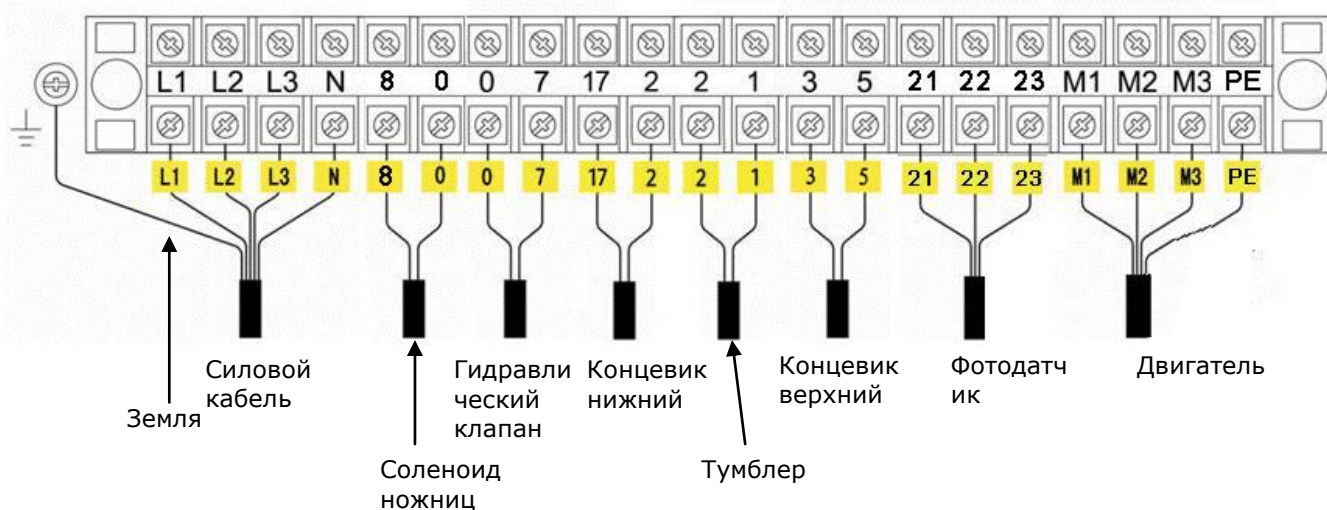 L1 L2 L3 N 8 0 0 7 17 2 2 1 3 5 21 22 23 M1 M2 M3 PE
L1 L2 L3 N 8 0 0 7 17 2 2 1 3 5 21 22 23 M1 M2 M3 PE
Земля
Силовой
кабель
Соленоид
ножниц
Гидравли
ческий
клапан
Концевик
нижний
Тумблер
Концевик
верхний
Фотодатч
ик
Двигатель